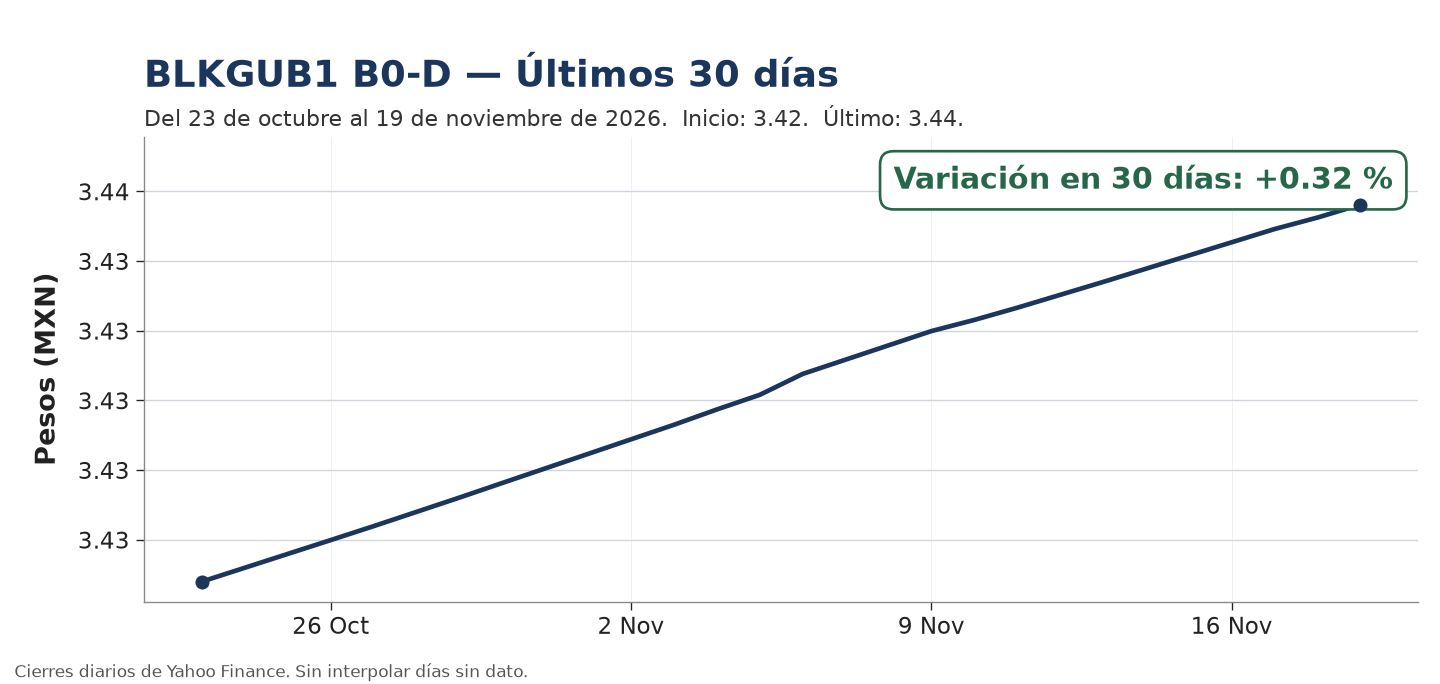 BLKGUB1 B0-D — Últimos 30 días
Del 23 de octubre al 19 de noviembre de 2026.  Inicio: 3.42.  Último: 3.44.
Variación en 30 días: +0.32 %
Pesos (MXN)
3.44
3.43
3.43
3.43
3.43
3.43
26 Oct
2 Nov
9 Nov
16 Nov
Cierres diarios de Yahoo Finance. Sin interpolar días sin dato.